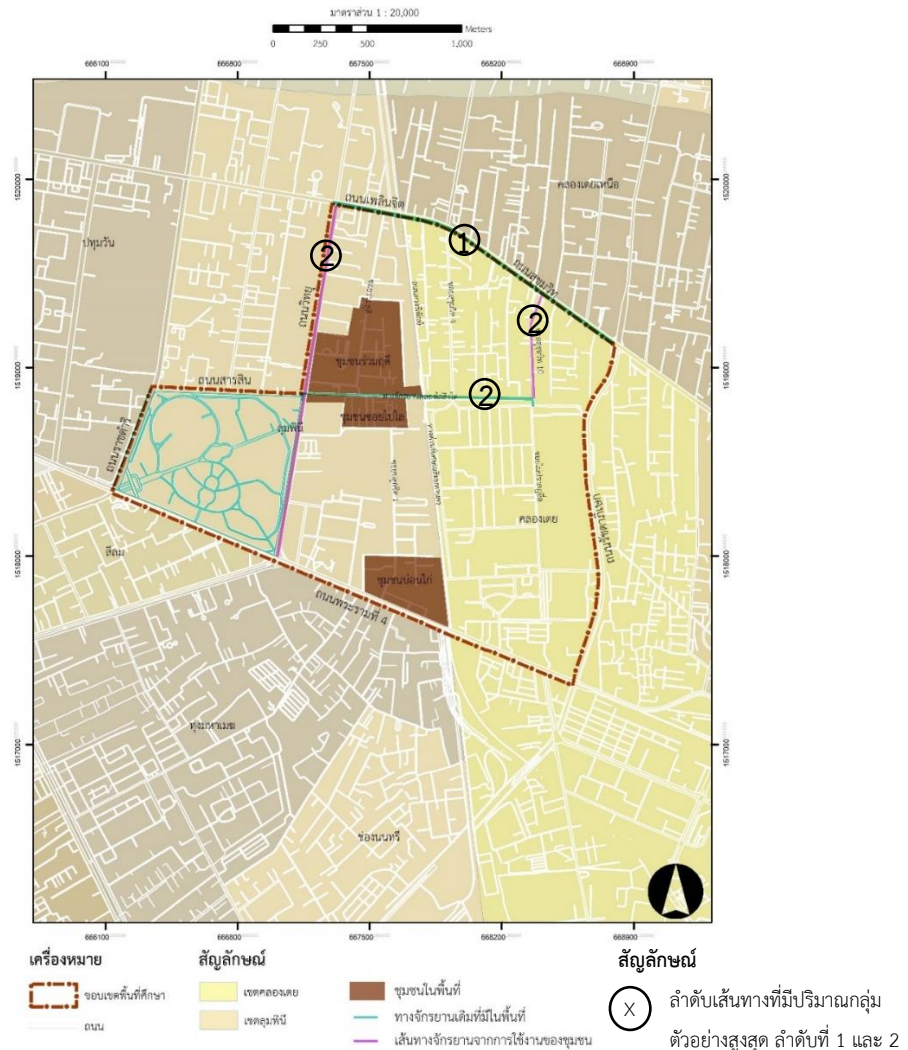 มาตราส่วน 1 : 20,000
Meters
0 250 500 1,000
666100 666800 667500 668200 668900
1520000 1520000
คลองเตยเหนือ
ถนนเพลินจิต
ปทุมวัน
1
2
ถนนสุขุมวิท
ถนนวิทยุ
2
1519000 1519000
ชุมชนร่วมฤดี
ถนนสารสิน
2
ชุมชนซอยโปโล
ลุมพินี
ถนนราชดำริ
คลองเตย
สีลม
1518000 1518000
ชุมชนบ่อนไก่
ถนนพระรามที่ 4
ทุ่งมหาเมฆ
1517000 1517000
ช่องนนทรี
666100 666800 667500 668200 668900
เครื่องหมาย
ขอบเขตพื้นที่ศึกษา
ถนน
สัญลักษณ์
เขตคลองเตย
เขตลุมพินี
ชุมชนในพื้นที่
ทางจักรยานเดิมที่มีในพื้นที่
เส้นทางจักรยานจากการใช้งานของชุมชน
สัญลักษณ์
X
ลำดับเส้นทางที่มีปริมาณกลุ่ม
ตัวอย่างสูงสุด ลำดับที่ 1 และ 2